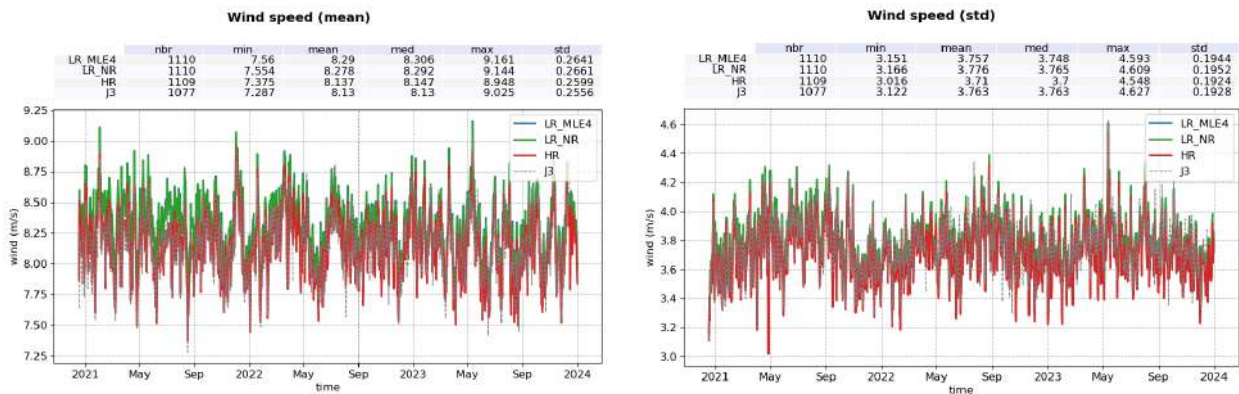 Wind speed (mean)
nbr min mean med max std
LR_MLE4 1110 7.56 8.29 8.306 9.161 0.2641
LR_NR 1110 7.554 8.278 8.292 9.144 0.2661
HR 1109 7.375 8.137 8.147 8.948 0.2599
J3 1077 7.287 8.13 8.13 9.025 0.2556
9.25
9.00
8.75
8.50
8.25
8.00
7.75
7.50
7.25
wind (m/s)
LR_MLE4
LR_NR
HR
J3
2021 May Sep 2022 May Sep 2023 May Sep 2024
time
Wind speed (std)
nbr min mean med max std
LR_MLE4 1110 3.151 3.757 3.748 4.593 0.1944
LR_NR 1110 3.166 3.776 3.765 4.609 0.1952
HR 1109 3.016 3.71 3.7 4.548 0.1924
J3 1077 3.122 3.763 3.763 4.627 0.1928
4.6
4.4
4.2
4.0
3.8
3.6
3.4
3.2
3.0
wind (m/s)
LR_MLE4
LR_NR
HR
J3
2021 May Sep 2022 May Sep 2023 May Sep 2024
time